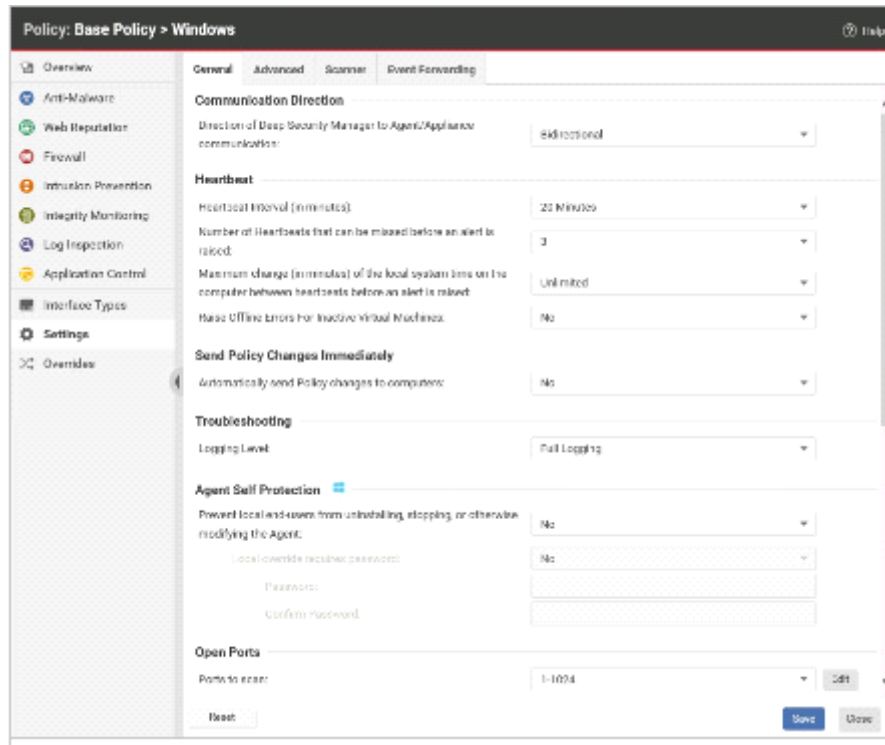 Policy: Base Policy > Windows
Help
Overview
Anti-Malware
Web Reputation
Firewall
Intrusion Prevention
Integrity Monitoring
Log Inspection
Application Control
Interface Types
Settings
Overrides
General Advanced Scanner Event Forwarding
Communication Direction
Direction of Deep Security Manager to Agent/Appliance
communication:
Bidirectional
Heartbeat
Heartbeat Interval (in minutes):
20 Minutes
Number of Heartbeats that can be missed before an alert is
raised:
3
Maximum change (in minutes) of the local system time on the
computer between heartbeats before an alert is raised:
Unlimited
Raise Offline Errors For Inactive Virtual Machines:
No
Send Policy Changes Immediately
Automatically send Policy changes to computers:
No
Troubleshooting
Logging Level:
Full Logging
Agent Self Protection
Prevent local end-users from uninstalling, stopping, or otherwise
modifying the Agent:
No
Local override requires password:
No
Password:
Confirm Password:
Open Ports
Ports to scan:
1-1024
Edit
Reset
Save Close